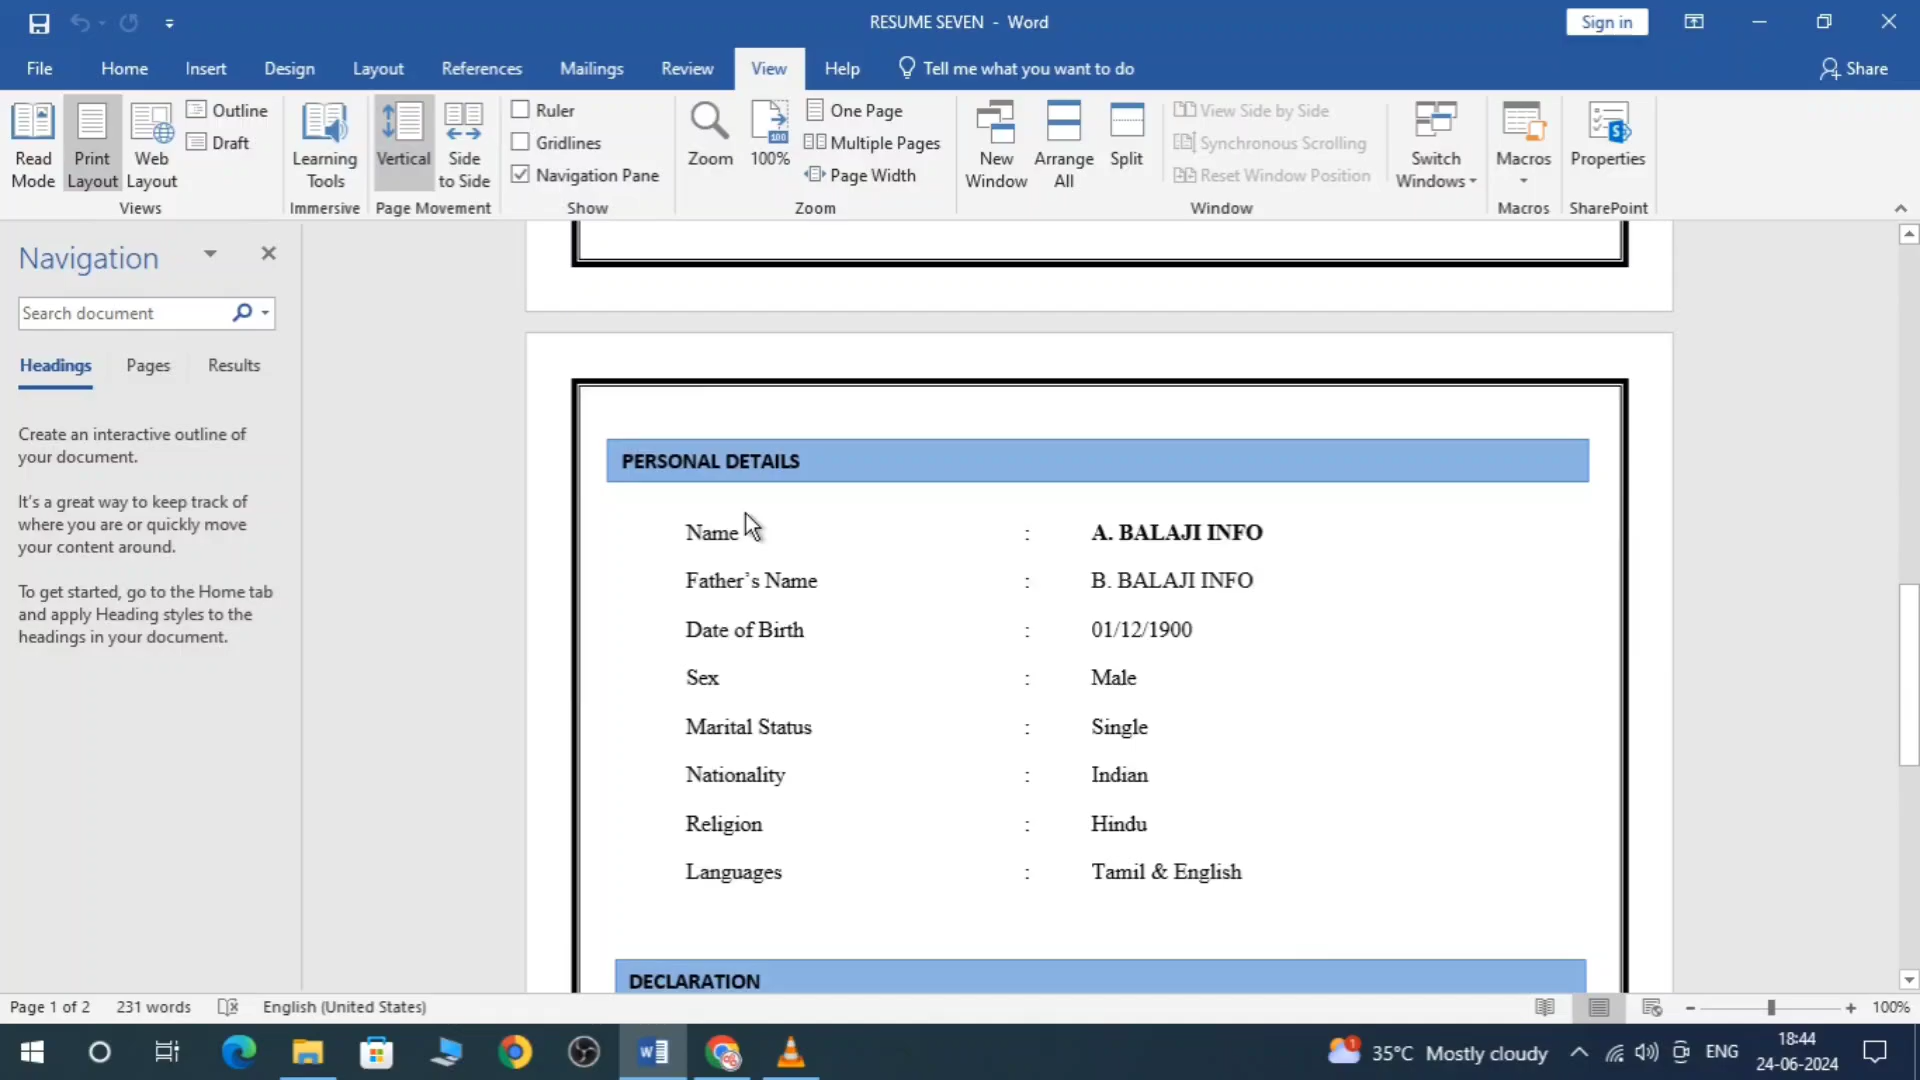 RESUME SEVEN - Word
Sign in
File Home Insert Design Layout References Mailings Review View Help Tell me what you want to do Share
Read Mode
Print Layout
Web Layout
Outline
Draft
Views
Learning Tools
Immersive
Vertical
Side to Side
Page Movement
Ruler
Gridlines
Navigation Pane
Show
Zoom
100
100%
One Page
Multiple Pages
Page Width
Zoom
New Window
Arrange All
Split
View Side by Side
Synchronous Scrolling
Reset Window Position
Window
Switch Windows
Macros
Macros
Properties
SharePoint
Navigation
Search document
Headings Pages Results
Create an interactive outline of
your document.
It's a great way to keep track of
where you are or quickly move
your content around.
To get started, go to the Home tab
and apply Heading styles to the
headings in your document.
PERSONAL DETAILS
Name : A. BALAJI INFO
Father's Name : B. BALAJI INFO
Date of Birth : 01/12/1900
Sex : Male
Marital Status : Single
Nationality : Indian
Religion : Hindu
Languages : Tamil & English
DECLARATION
Page 1 of 2 231 words English (United States) 100%
1 35°C Mostly cloudy ENG 18:44
24-06-2024